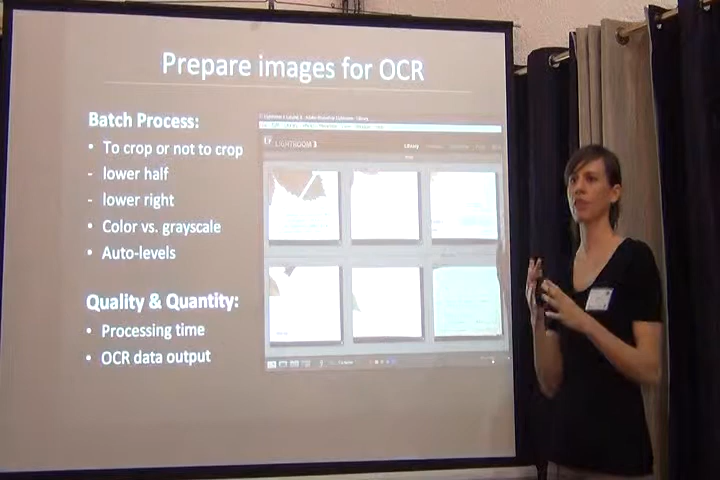 Prepare images for OCR
Batch Process:
• To crop or not to crop
- lower half
- lower right
• Color vs. grayscale
• Auto-levels
Quality & Quantity:
• Processing time
• OCR data output
LIGHTROOM 3
Library